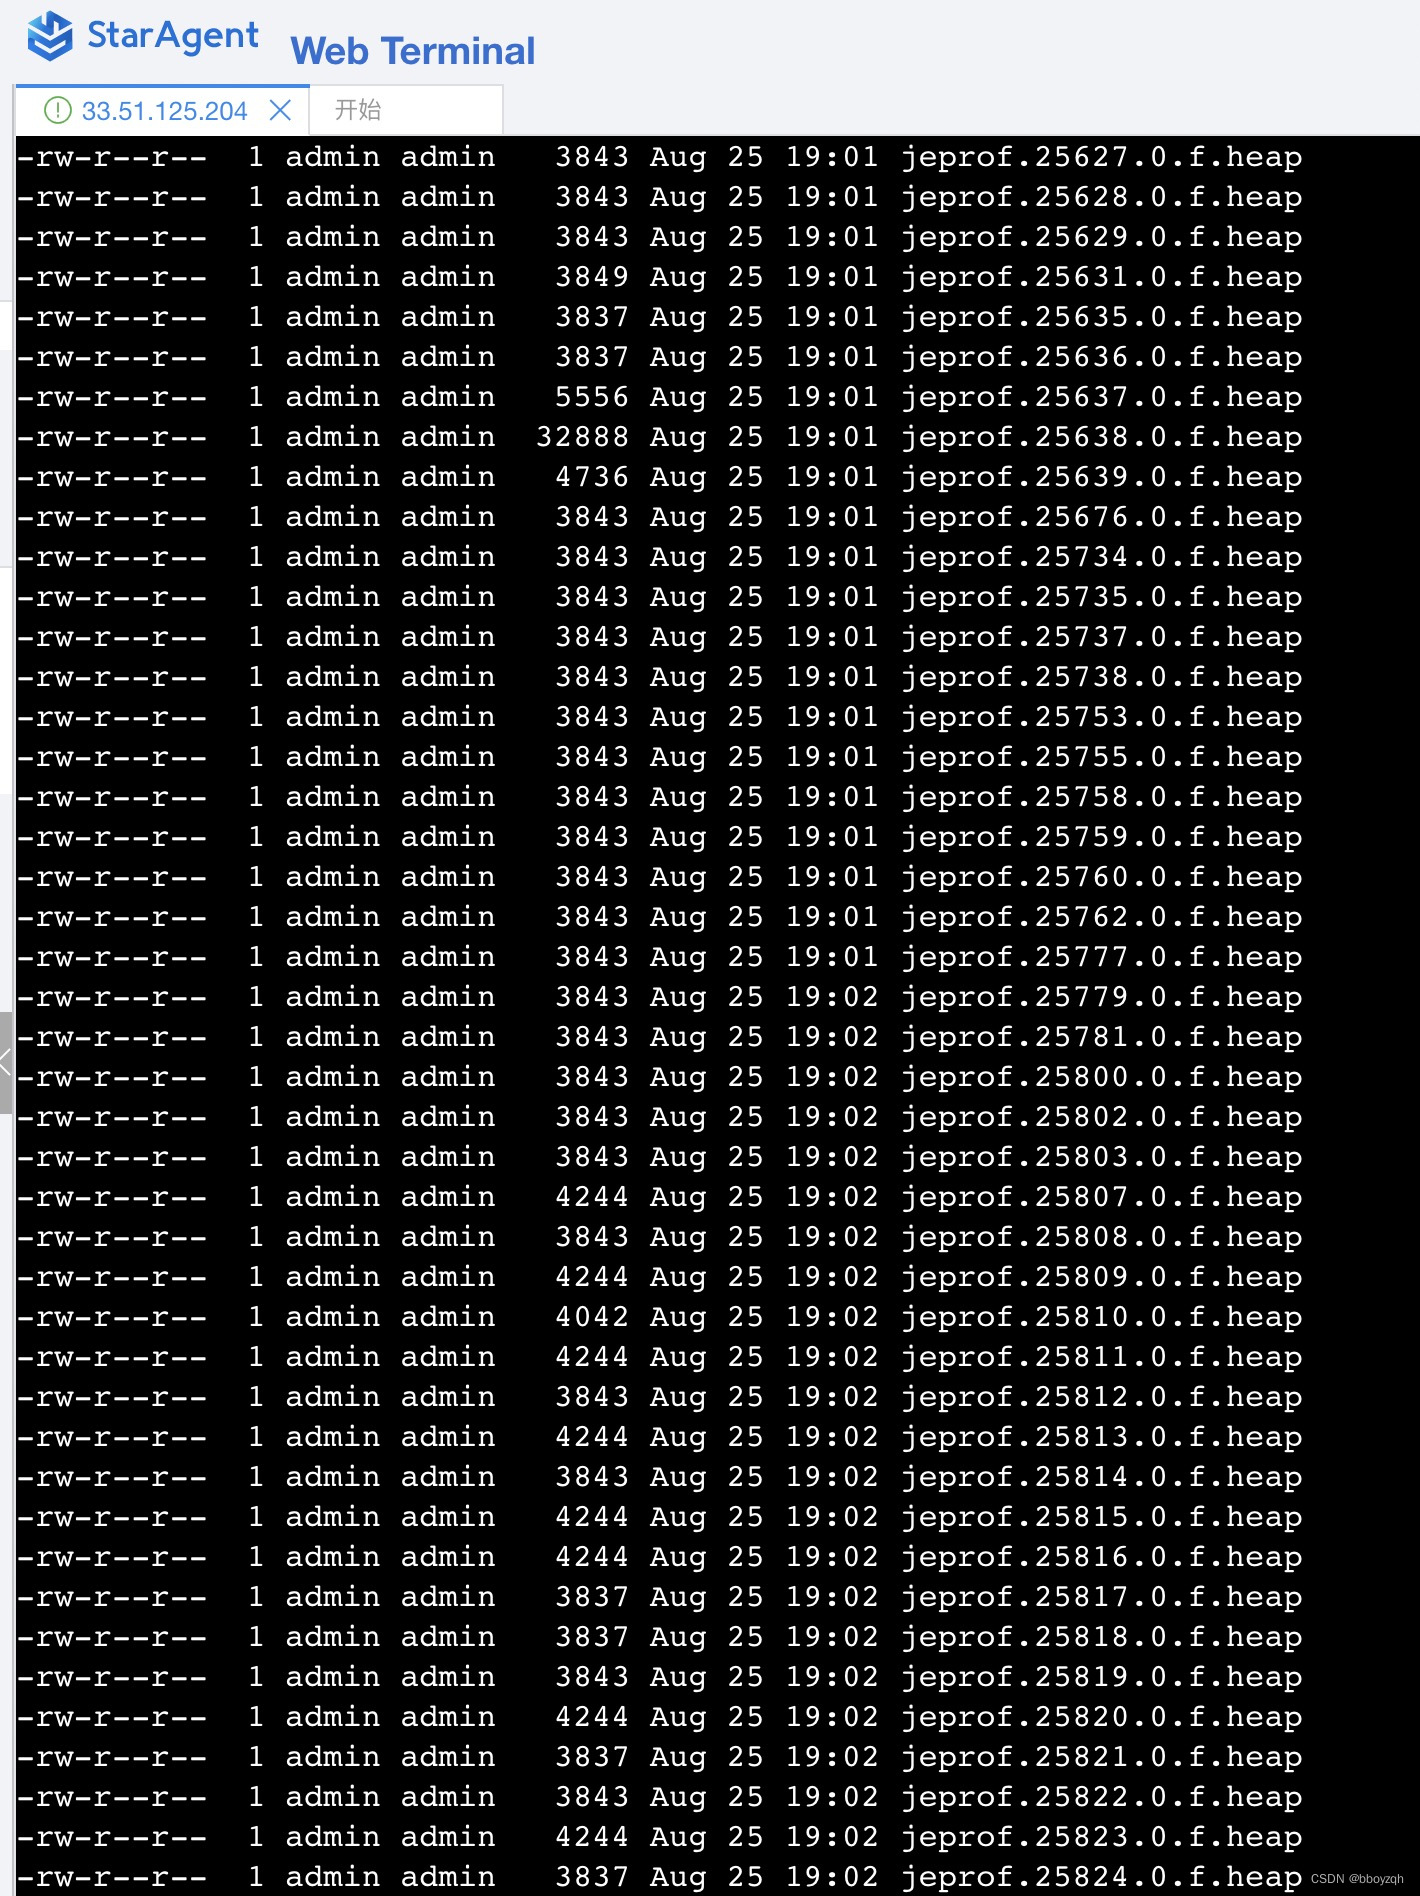 StarAgent Web Terminal
33.51.125.204 开始
-rw-r--r-- 1 admin admin 3843 Aug 25 19:01 jeprof.25627.0.f.heap
-rw-r--r-- 1 admin admin 3843 Aug 25 19:01 jeprof.25628.0.f.heap
-rw-r--r-- 1 admin admin 3843 Aug 25 19:01 jeprof.25629.0.f.heap
-rw-r--r-- 1 admin admin 3849 Aug 25 19:01 jeprof.25631.0.f.heap
-rw-r--r-- 1 admin admin 3837 Aug 25 19:01 jeprof.25635.0.f.heap
-rw-r--r-- 1 admin admin 3837 Aug 25 19:01 jeprof.25636.0.f.heap
-rw-r--r-- 1 admin admin 5556 Aug 25 19:01 jeprof.25637.0.f.heap
-rw-r--r-- 1 admin admin 32888 Aug 25 19:01 jeprof.25638.0.f.heap
-rw-r--r-- 1 admin admin 4736 Aug 25 19:01 jeprof.25639.0.f.heap
-rw-r--r-- 1 admin admin 3843 Aug 25 19:01 jeprof.25676.0.f.heap
-rw-r--r-- 1 admin admin 3843 Aug 25 19:01 jeprof.25734.0.f.heap
-rw-r--r-- 1 admin admin 3843 Aug 25 19:01 jeprof.25735.0.f.heap
-rw-r--r-- 1 admin admin 3843 Aug 25 19:01 jeprof.25737.0.f.heap
-rw-r--r-- 1 admin admin 3843 Aug 25 19:01 jeprof.25738.0.f.heap
-rw-r--r-- 1 admin admin 3843 Aug 25 19:01 jeprof.25753.0.f.heap
-rw-r--r-- 1 admin admin 3843 Aug 25 19:01 jeprof.25755.0.f.heap
-rw-r--r-- 1 admin admin 3843 Aug 25 19:01 jeprof.25758.0.f.heap
-rw-r--r-- 1 admin admin 3843 Aug 25 19:01 jeprof.25759.0.f.heap
-rw-r--r-- 1 admin admin 3843 Aug 25 19:01 jeprof.25760.0.f.heap
-rw-r--r-- 1 admin admin 3843 Aug 25 19:01 jeprof.25762.0.f.heap
-rw-r--r-- 1 admin admin 3843 Aug 25 19:01 jeprof.25777.0.f.heap
-rw-r--r-- 1 admin admin 3843 Aug 25 19:02 jeprof.25779.0.f.heap
-rw-r--r-- 1 admin admin 3843 Aug 25 19:02 jeprof.25781.0.f.heap
-rw-r--r-- 1 admin admin 3843 Aug 25 19:02 jeprof.25800.0.f.heap
-rw-r--r-- 1 admin admin 3843 Aug 25 19:02 jeprof.25802.0.f.heap
-rw-r--r-- 1 admin admin 3843 Aug 25 19:02 jeprof.25803.0.f.heap
-rw-r--r-- 1 admin admin 4244 Aug 25 19:02 jeprof.25807.0.f.heap
-rw-r--r-- 1 admin admin 3843 Aug 25 19:02 jeprof.25808.0.f.heap
-rw-r--r-- 1 admin admin 4244 Aug 25 19:02 jeprof.25809.0.f.heap
-rw-r--r-- 1 admin admin 4042 Aug 25 19:02 jeprof.25810.0.f.heap
-rw-r--r-- 1 admin admin 4244 Aug 25 19:02 jeprof.25811.0.f.heap
-rw-r--r-- 1 admin admin 3843 Aug 25 19:02 jeprof.25812.0.f.heap
-rw-r--r-- 1 admin admin 4244 Aug 25 19:02 jeprof.25813.0.f.heap
-rw-r--r-- 1 admin admin 3843 Aug 25 19:02 jeprof.25814.0.f.heap
-rw-r--r-- 1 admin admin 4244 Aug 25 19:02 jeprof.25815.0.f.heap
-rw-r--r-- 1 admin admin 4244 Aug 25 19:02 jeprof.25816.0.f.heap
-rw-r--r-- 1 admin admin 3837 Aug 25 19:02 jeprof.25817.0.f.heap
-rw-r--r-- 1 admin admin 3837 Aug 25 19:02 jeprof.25818.0.f.heap
-rw-r--r-- 1 admin admin 3843 Aug 25 19:02 jeprof.25819.0.f.heap
-rw-r--r-- 1 admin admin 4244 Aug 25 19:02 jeprof.25820.0.f.heap
-rw-r--r-- 1 admin admin 3837 Aug 25 19:02 jeprof.25821.0.f.heap
-rw-r--r-- 1 admin admin 3843 Aug 25 19:02 jeprof.25822.0.f.heap
-rw-r--r-- 1 admin admin 4244 Aug 25 19:02 jeprof.25823.0.f.heap
-rw-r--r-- 1 admin admin 3837 Aug 25 19:02 jeprof.25824.0.f.heap
CSDN @bboyzqh